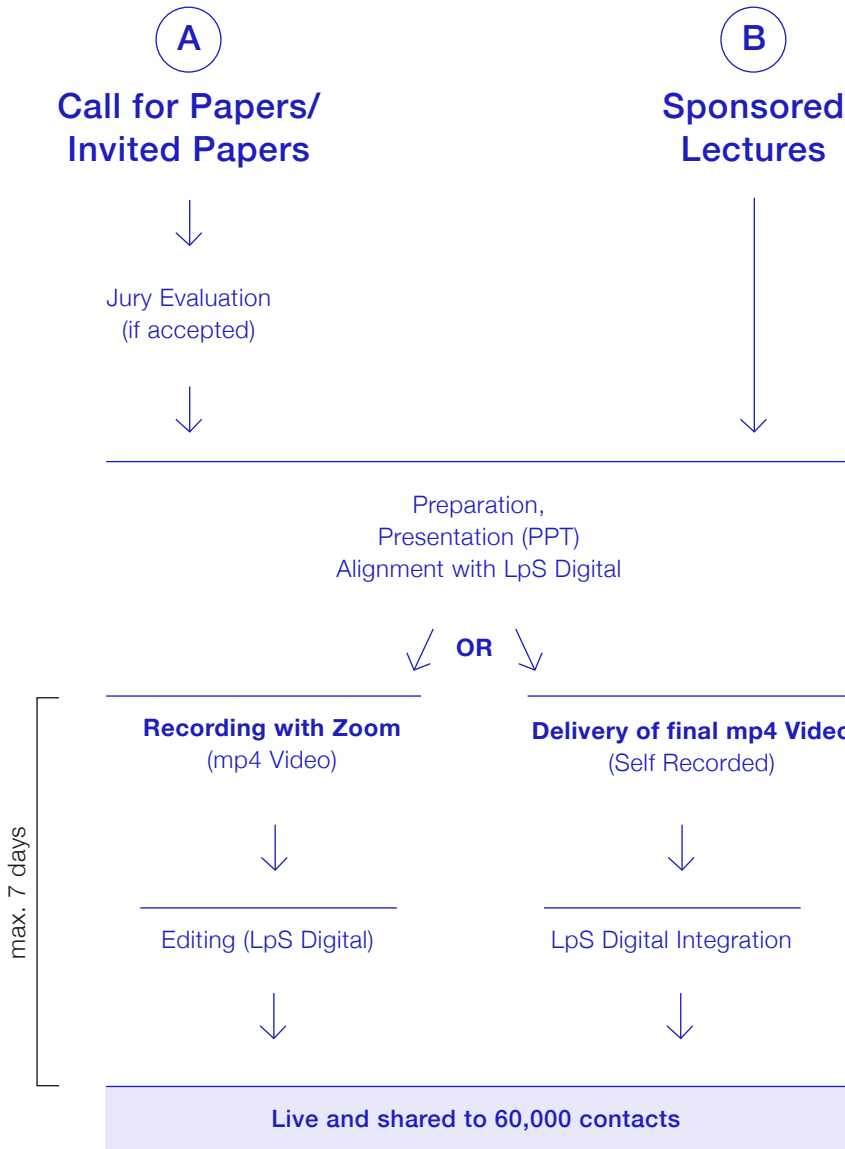 A
Call for Papers/
Invited Papers
B
Sponsored
Lectures
Jury Evaluation
(if accepted)
Preparation,
Presentation (PPT)
Alignment with LpS Digital
OR
Recording with Zoom
(mp4 Video)
Delivery of final mp4 Video
(Self Recorded)
max. 7 days
Editing (LpS Digital)
LpS Digital Integration
Live and shared to 60,000 contacts